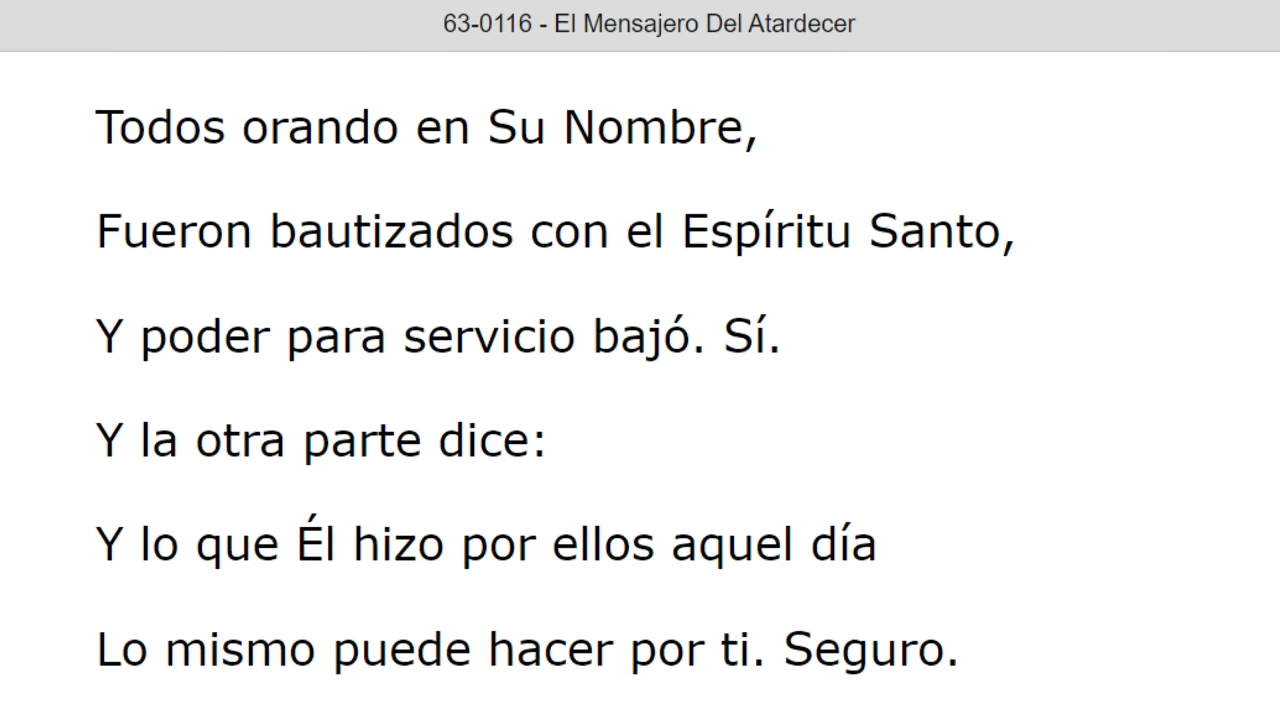 63-0116 - El Mensajero Del Atardecer
Todos orando en Su Nombre,
Fueron bautizados con el Espíritu Santo,
Y poder para servicio bajó. Sí.
Y la otra parte dice:
Y lo que Él hizo por ellos aquel día
Lo mismo puede hacer por ti. Seguro.